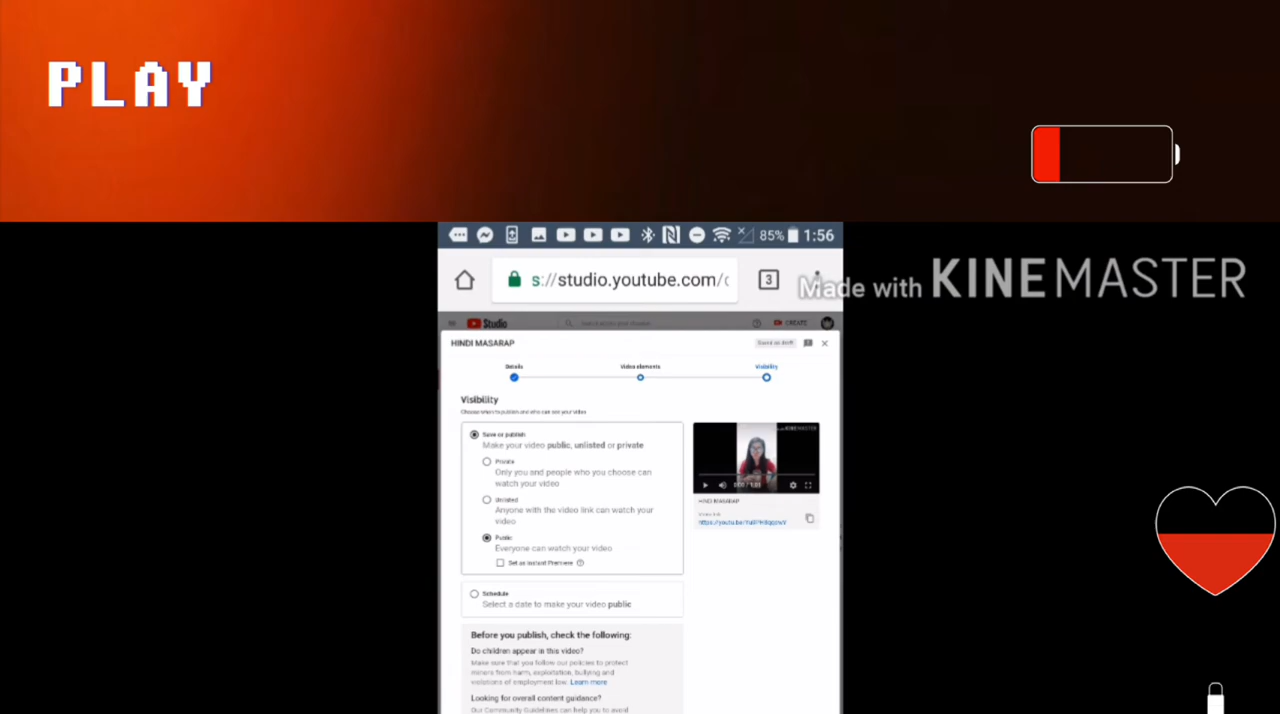 PLAY
85% 1:56
s://studio.youtube.com/c
3
Made with KINEMASTER
Studio
CREATE
HINDI MASARAP
Saved as draft
Details
Video elements
Visibility
Visibility
Choose when to publish and who can see your video
Save or publish
Make your video public, unlisted or private
Private
Only you and people who you choose can
watch your video
Unlisted
Anyone with the video link can watch your
video
Public
Everyone can watch your video
Set as instant Premiere
Schedule
Select a date to make your video public
KINEMASTER
HINDI MASARAP
Video link
Before you publish, check the following:
Do children appear in this video?
Make sure that you follow our policies to protect
minors from harm, exploitation, bullying and
violations of employment law. Learn more
Looking for overall content guidance?
Our Community Guidelines can help you to avoid